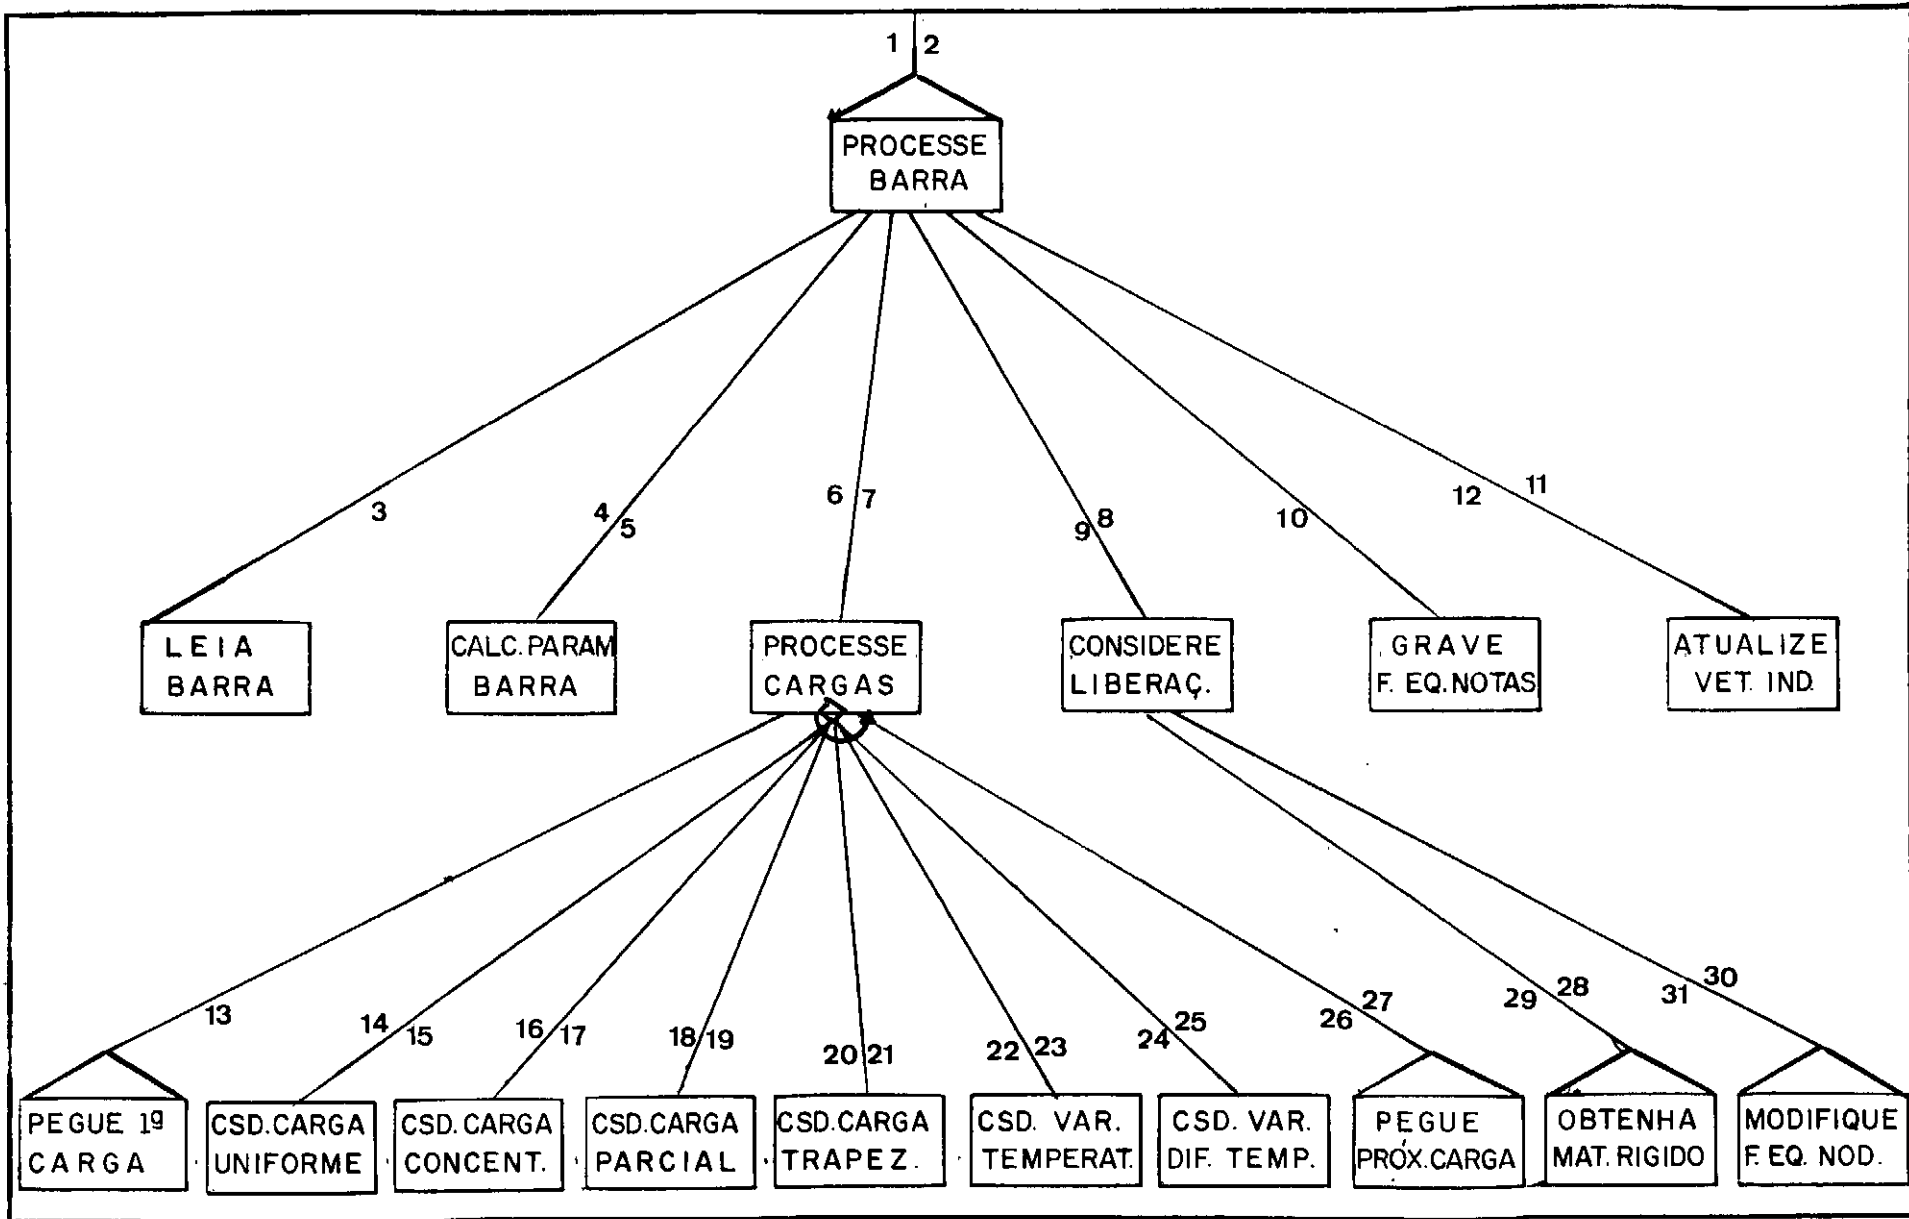 1 2
PROCESSE
BARRA
3
4
5
6 7
9 8
10
12 11
LEIA
BARRA
CALC. PARAM
BARRA
PROCESSE
CARGAS
CONSIDERE
LIBERAÇ.
GRAVE
F. EQ. NOTAS
ATUALIZE
VET. IND.
13
14
15
16 17
18 19
20 21
22 23
24 25
26 27
29 28
31 30
PEGUE 1ª
CARGA
CSD. CARGA
UNIFORME
CSD. CARGA
CONCENT.
CSD. CARGA
PARCIAL
CSD. CARGA
TRAPEZ.
CSD. VAR.
TEMPERAT.
CSD. VAR.
DIF. TEMP.
PEGUE
PRÓX. CARGA
OBTENHA
MAT. RIGIDO
MODIFIQUE
F. EQ. NOD.